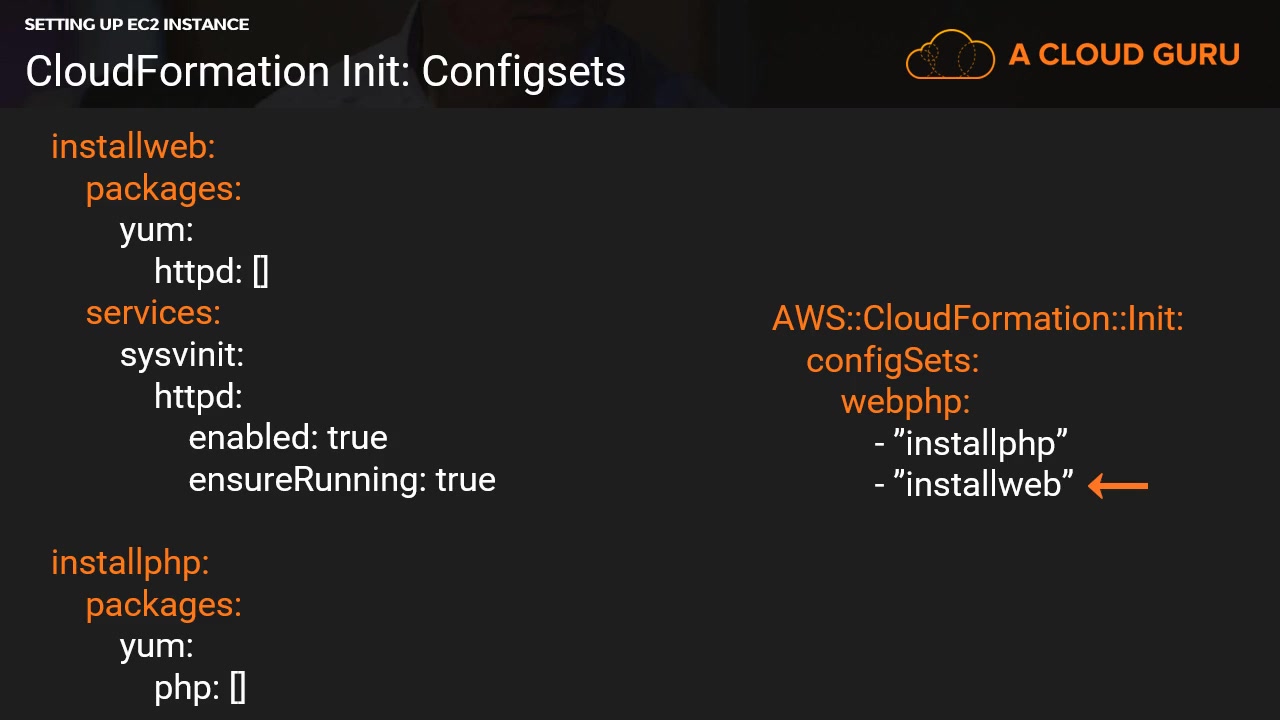 SETTING UP EC2 INSTANCE
CloudFormation Init: Configsets
A CLOUD GURU
installweb:
packages:
yum:
httpd: []
services:
sysvinit:
httpd:
enabled: true
ensureRunning: true
installphp:
packages:
yum:
php: []
AWS::CloudFormation::Init:
configSets:
webphp:
- ”installphp”
- ”installweb”